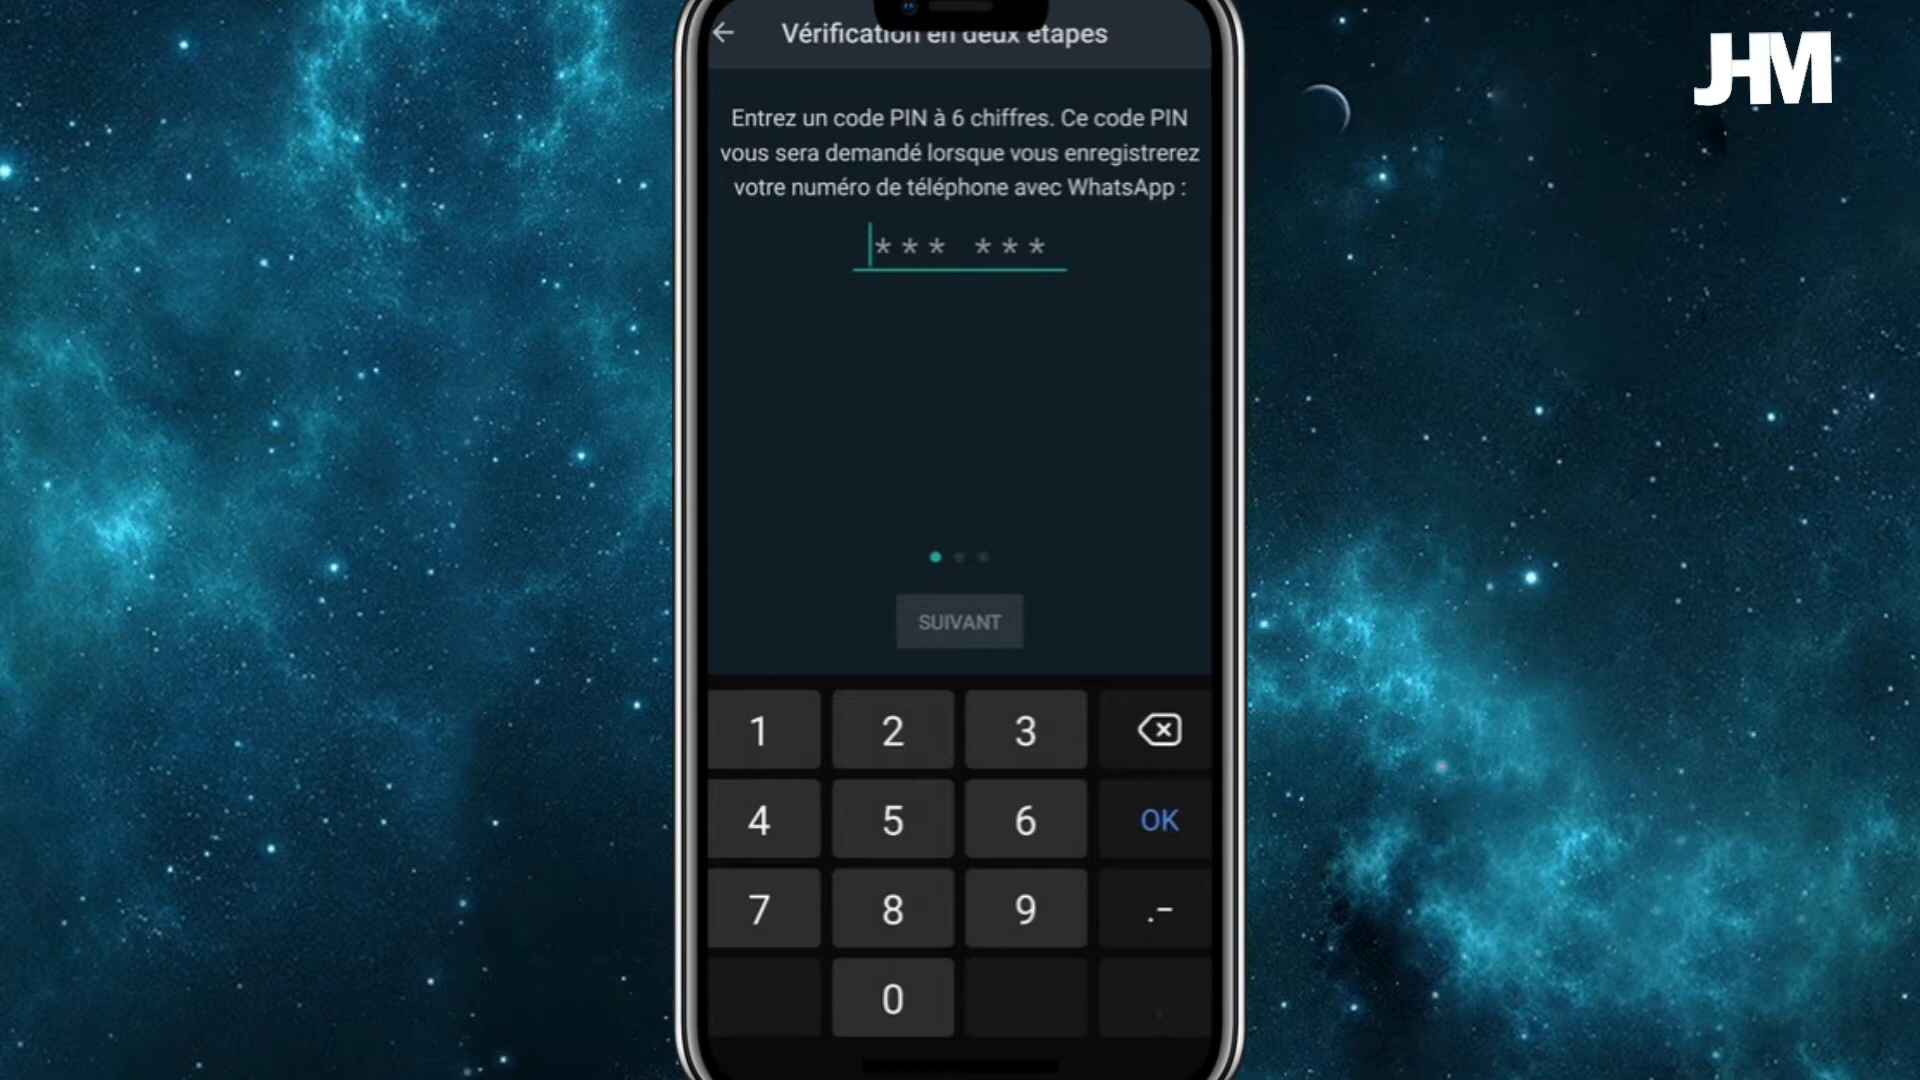 JHM
Vérification en deux étapes
Entrez un code PIN à 6 chiffres. Ce code PIN
vous sera demandé lorsque vous enregistrerez
votre numéro de téléphone avec WhatsApp :
*** ***
SUIVANT
1 2 3
4 5 6 OK
7 8 9 .-
0